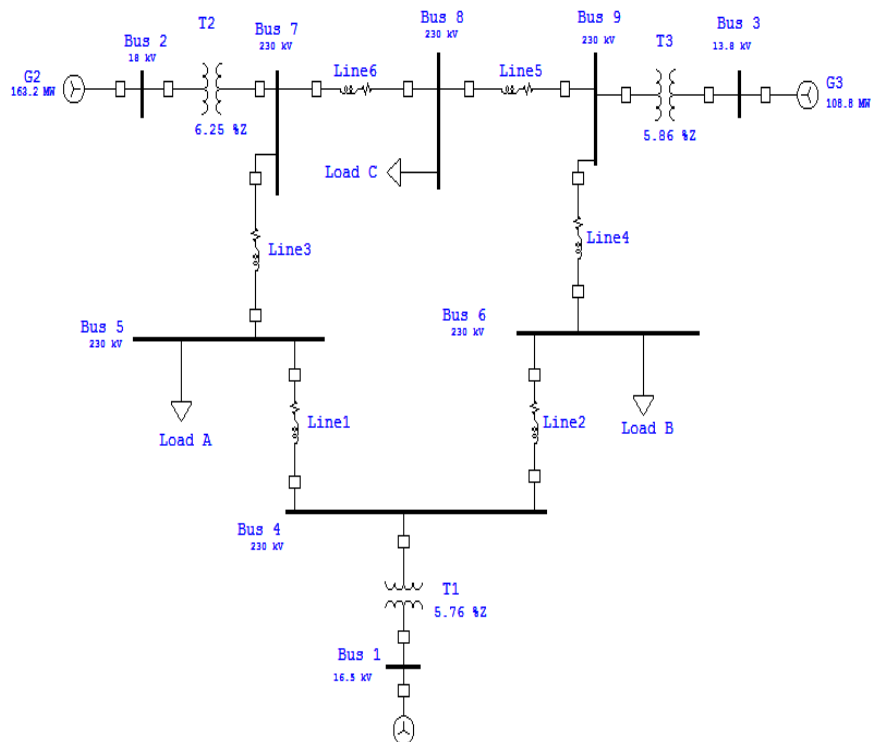 T2
Bus 2
18 kV
G2
163.2 MW
6.25 %Z
Bus 7
230 kV
Line6
Bus 8
230 kV
Line5
Bus 9
230 kV
T3
5.86 %Z
Bus 3
13.8 kV
G3
108.8 MW
Load C
Line3
Line4
Bus 5
230 kV
Bus 6
230 kV
Load A
Line1
Line2
Load B
Bus 4
230 kV
T1
5.76 %Z
Bus 1
16.5 kV